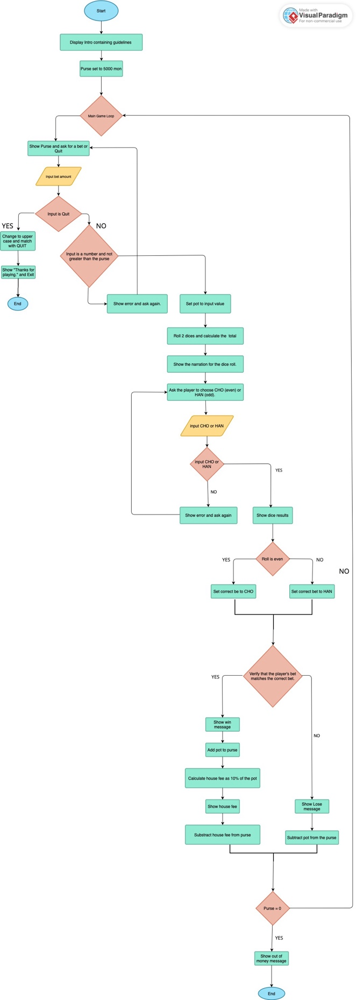 Made with
VisualParadigm
For non-commercial use
Start
Display Intro containing guidelines
Purse set to 5000 mon
Main Game Loop
Show Purse and ask for a bet or
Quit
Input bet amount
Input is Quit
YES
NO
Change to upper
case and match
with QUIT
Input is a number and not
greater than the purse
Show "Thanks for
playing." and Exit
End
Show error and ask again.
Set pot to input value
Roll 2 dices and calculate the total
Show the narration for the dice roll.
Ask the player to choose CHO (even) or
HAN (odd).
input CHO or HAN
input CHO or
HAN
YES
NO
Show error and ask again
Show dice results
Roll is even
YES
NO
NO
Set correct be to CHO
Set correct bet to HAN
Verify that the player's bet
matches the correct bet.
YES
NO
Show win
message
Add pot to purse
Calculate house fee as 10% of the pot
Show house fee
Show Lose
message
Substract house fee from purse
Subtract pot from the purse
Purse = 0
YES
Show out of
money message
End